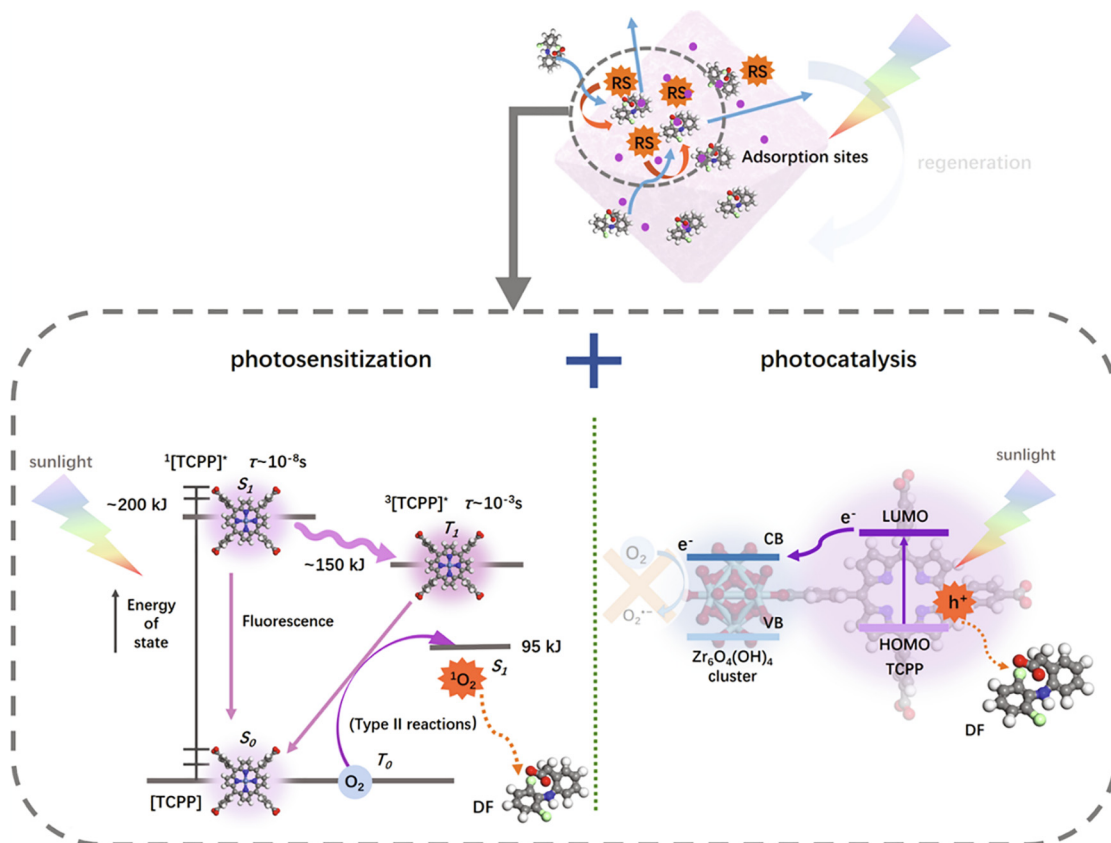 RS
RS
RS
RS
Adsorption sites
regeneration
photosensitization
photocatalysis
sunlight
¹[TCPP]* τ~10⁻⁸s
S₁
~200 kJ
³[TCPP]* τ~10⁻³s
T₁
~150 kJ
Energy
of
state
Fluorescence
95 kJ
S₁
¹O₂
(Type II reactions)
S₀
T₀
O₂
[TCPP]
DF
sunlight
LUMO
e⁻
CB
e⁻
O₂
O₂•⁻
h⁺
VB
HOMO
TCPP
Zr₆O₄(OH)₄
cluster
DF